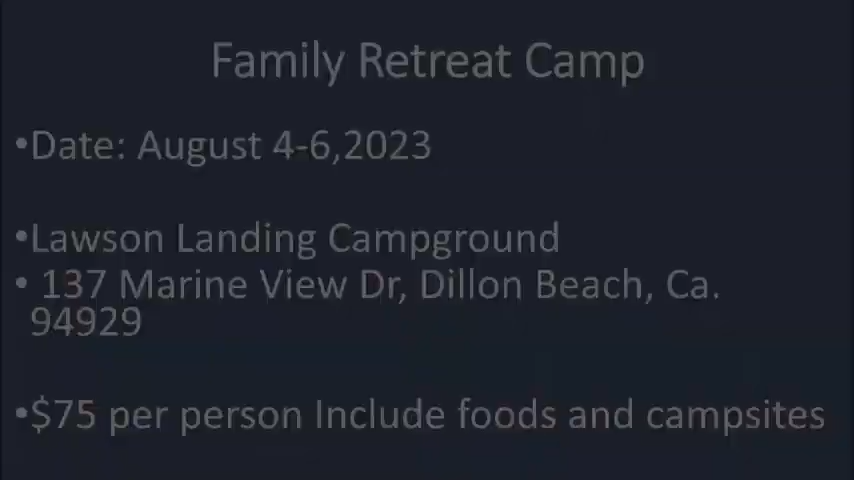 Family Retreat Camp
•Date: August 4-6,2023
•Lawson Landing Campground
• 137 Marine View Dr, Dillon Beach, Ca.
94929
•$75 per person Include foods and campsites